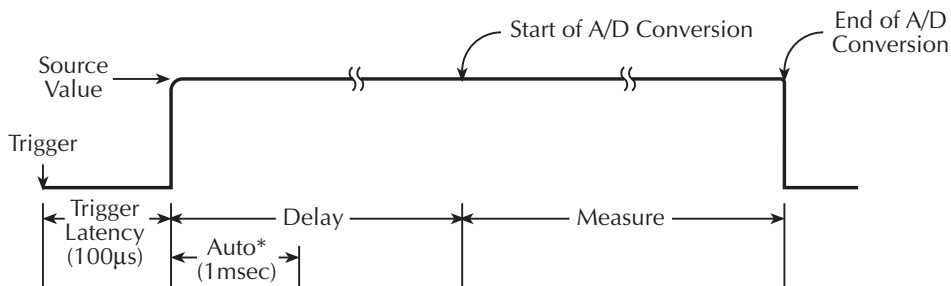 Start of A/D Conversion
End of A/D
Conversion
Source
Value
Trigger
Trigger
Latency
(100µs)
Delay
Measure
Auto*
(1msec)